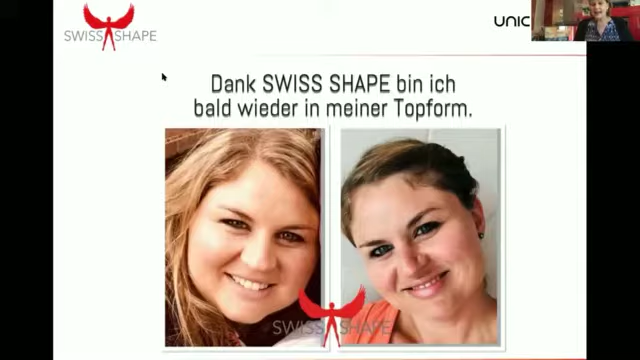 SWISS SHAPE
UNIC
Dank SWISS SHAPE bin ich
bald wieder in meiner Topform.
SWISS SHAPE